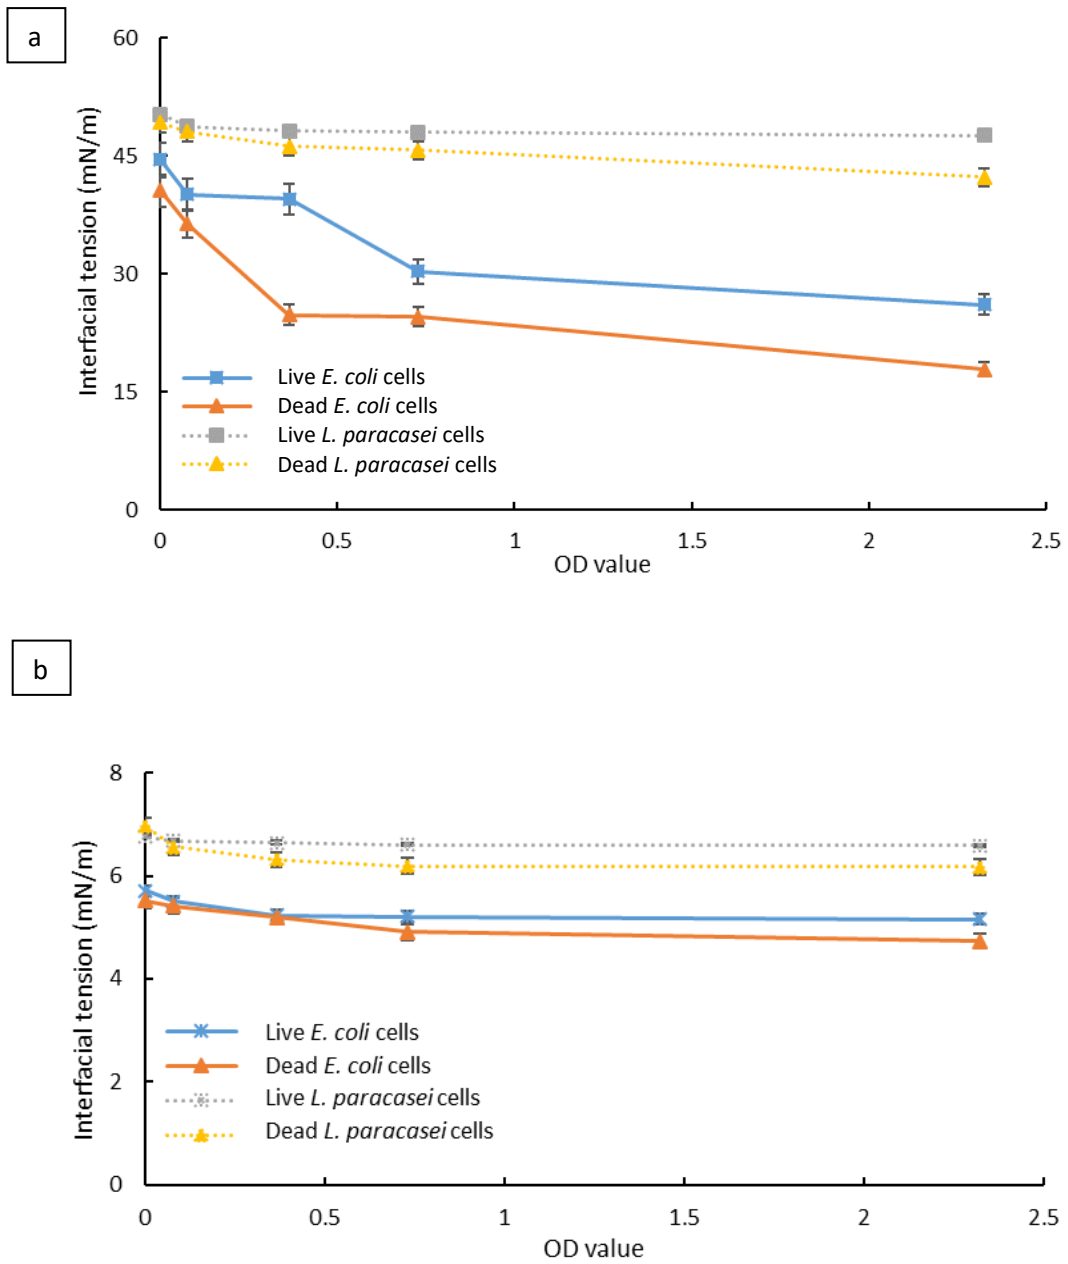 a
60
45
30
15
0
Interfacial tension (mN/m)
Live E. coli cells
Dead E. coli cells
Live L. paracasei cells
Dead L. paracasei cells
0 0.5 1 1.5 2 2.5
OD value
b
8
6
4
2
0
Interfacial tension (mN/m)
Live E. coli cells
Dead E. coli cells
Live L. paracasei cells
Dead L. paracasei cells
0 0.5 1 1.5 2 2.5
OD value